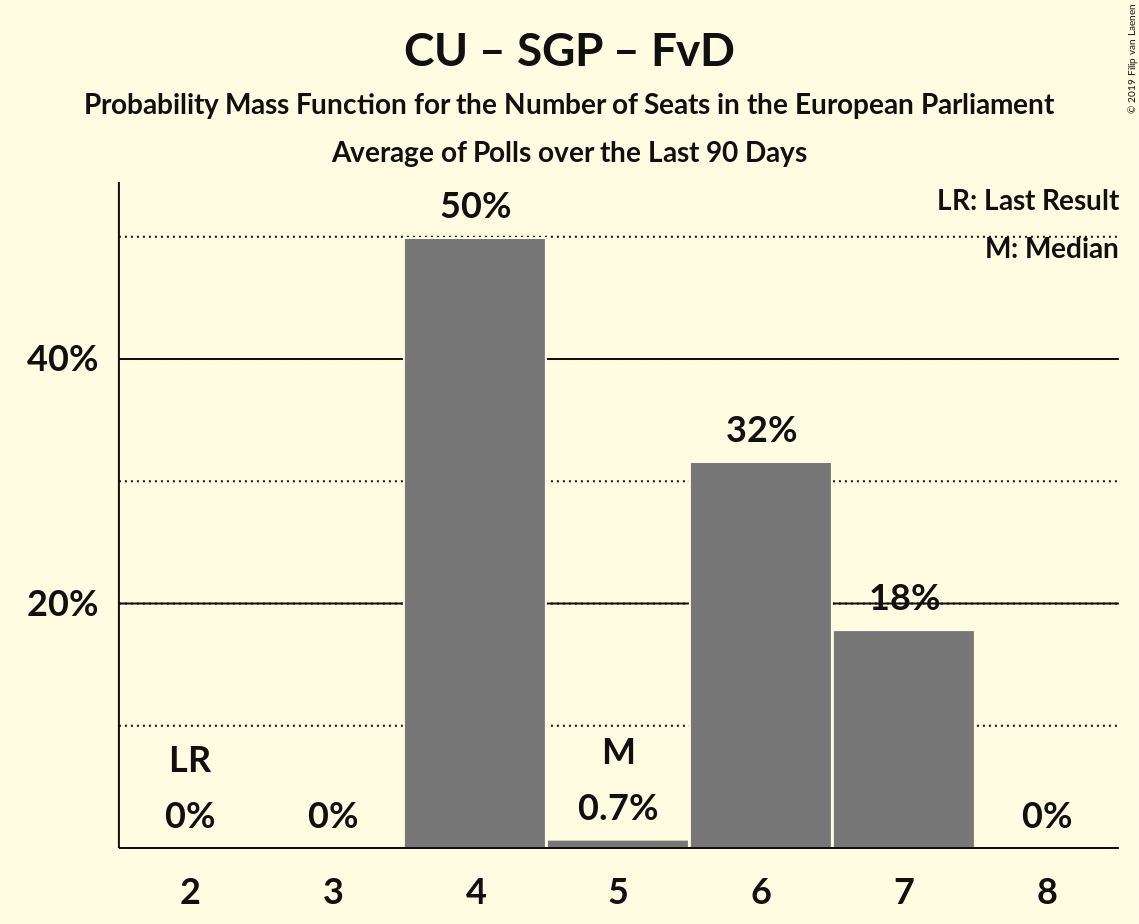 CU – SGP – FvD
Probability Mass Function for the Number of Seats in the European Parliament
Average of Polls over the Last 90 Days
© 2019 Filip van Laenen
LR: Last Result
M: Median
50%
40%
32%
20%
18%
LR
M
0%
0%
0.7%
0%
2
3
4
5
6
7
8